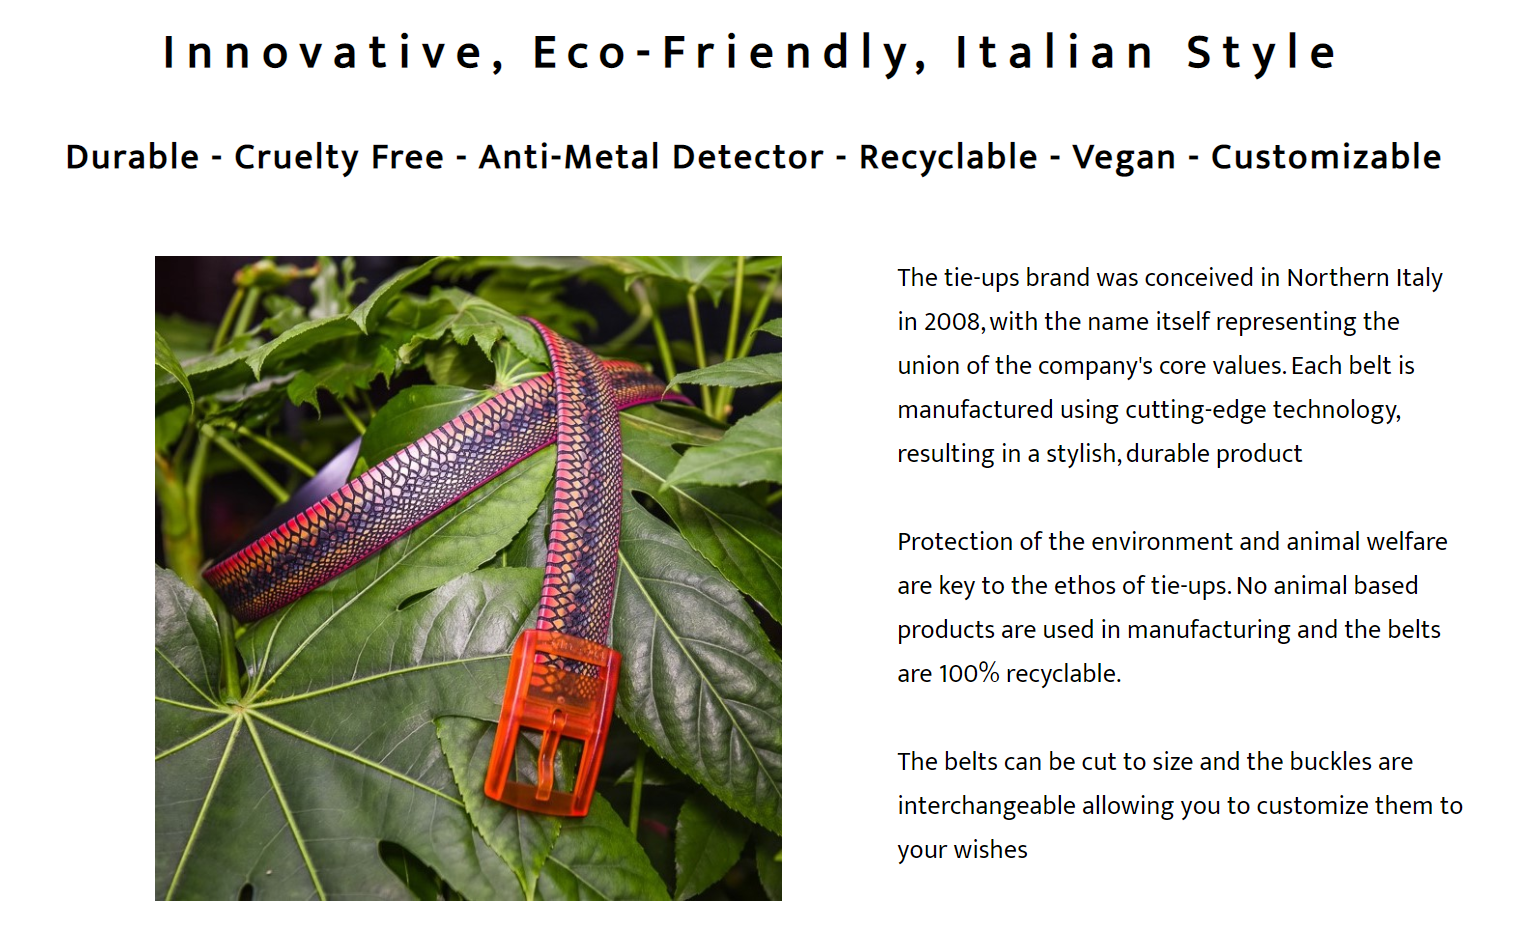 Innovative, Eco-Friendly, Italian Style
Durable - Cruelty Free - Anti-Metal Detector - Recyclable - Vegan - Customizable
The tie-ups brand was conceived in Northern Italy
in 2008, with the name itself representing the
union of the company's core values. Each belt is
manufactured using cutting-edge technology,
resulting in a stylish, durable product
Protection of the environment and animal welfare
are key to the ethos of tie-ups. No animal based
products are used in manufacturing and the belts
are 100% recyclable.
The belts can be cut to size and the buckles are
interchangeable allowing you to customize them to
your wishes